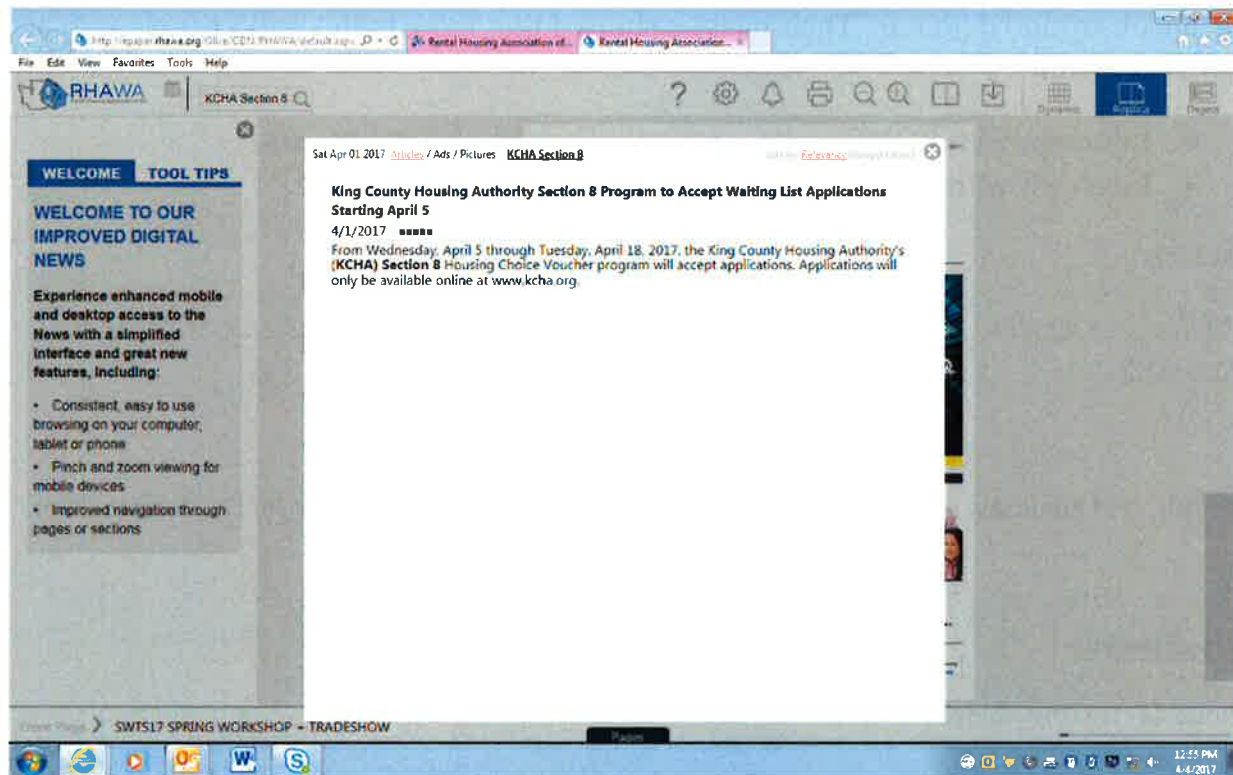 File Edit View Favorites Tools Help
RHAWA
KCHA Section 8
Sat Apr 01 2017 Articles / Ads / Pictures KCHA Section 8
Relevancy
WELCOME TOOL TIPS
WELCOME TO OUR
IMPROVED DIGITAL
NEWS
Experience enhanced mobile
and desktop access to the
News with a simplified
interface and great new
features, including:
• Consistent, easy to use
browsing on your computer,
tablet or phone
• Pinch and zoom viewing for
mobile devices
• Improved navigation through
pages or sections
King County Housing Authority Section 8 Program to Accept Waiting List Applications
Starting April 5
4/1/2017
From Wednesday, April 5 through Tuesday, April 18, 2017, the King County Housing Authority's
(KCHA) Section 8 Housing Choice Voucher program will accept applications. Applications will
only be available online at www.kcha.org.
SWTS17 SPRING WORKSHOP - TRADESHOW
Pages
12:55 PM
4/4/2017